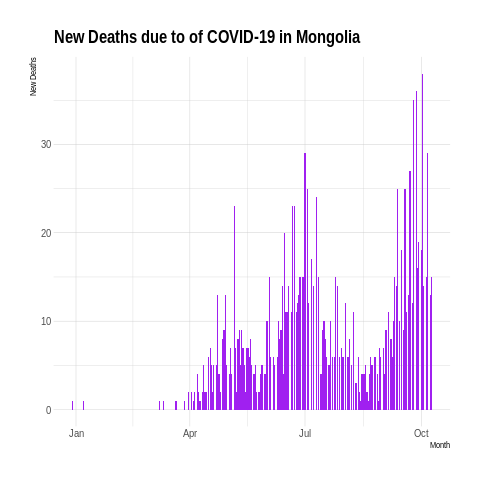 New Deaths due to of COVID-19 in Mongolia
New Deaths
30
20
10
0
Jan Apr Jul Oct
Month